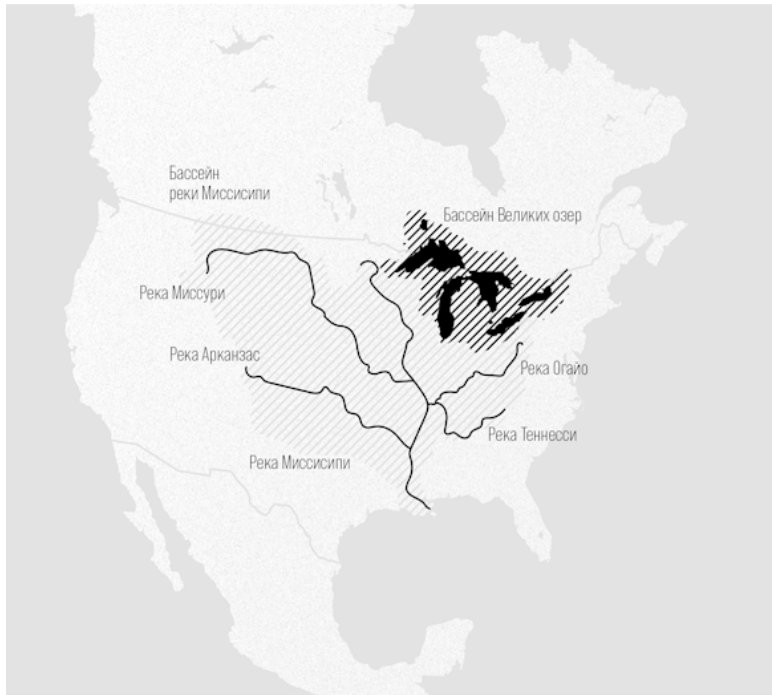 Бассейн
реки Миссисипи
Бассейн Великих озер
Река Миссури
Река Арканзас
Река Огайо
Река Теннесси
Река Миссисипи